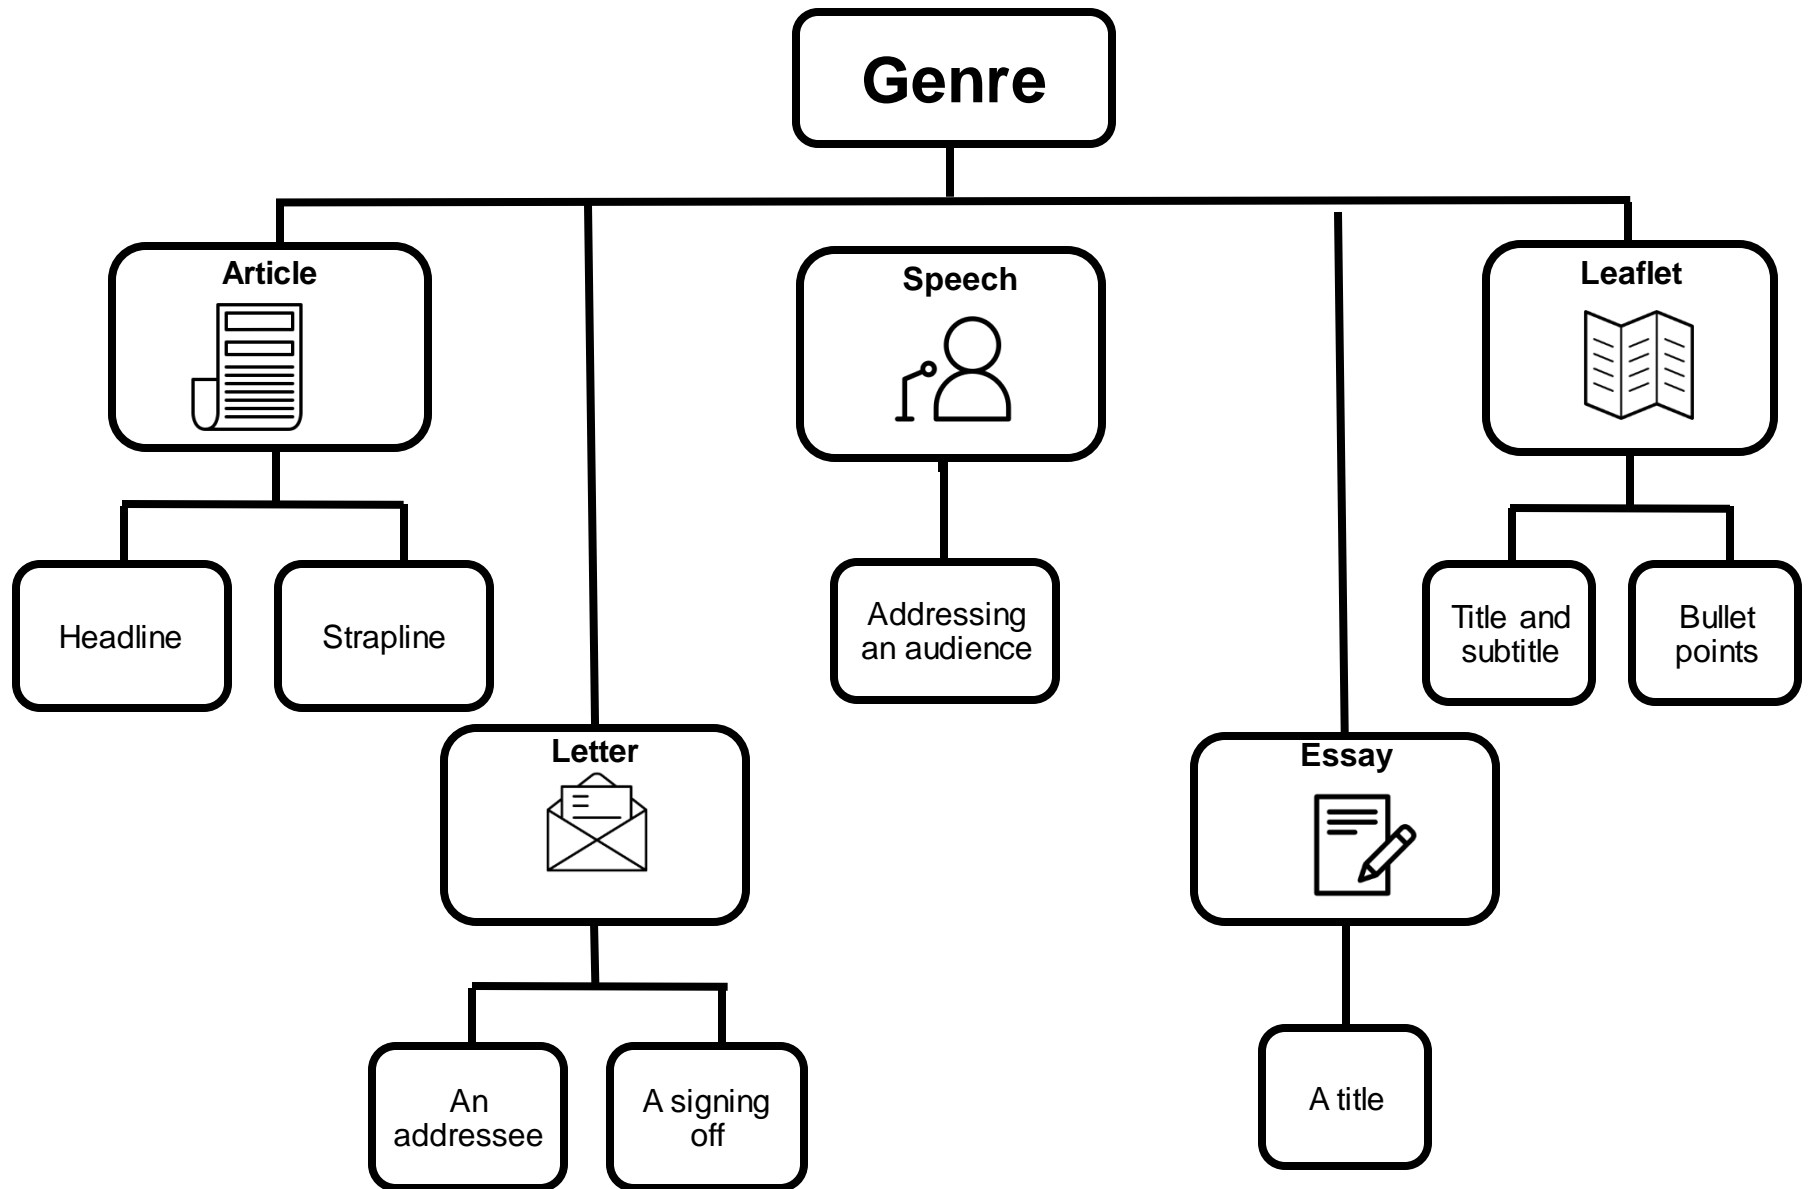 Genre
Article
Speech
Leaflet
Headline
Strapline
Addressing
an audience
Title and
subtitle
Bullet
points
Letter
Essay
An
addressee
A signing
off
A title